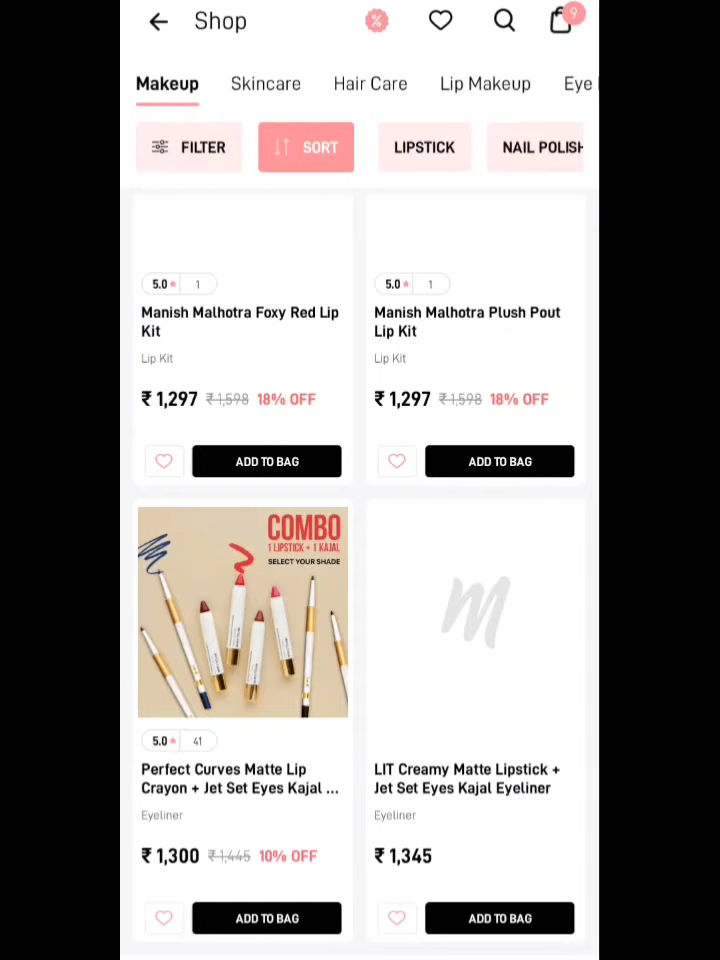 Shop
9
Makeup Skincare Hair Care Lip Makeup Eye
FILTER SORT LIPSTICK NAIL POLISH
5.0 1
5.0 1
Manish Malhotra Foxy Red Lip
Kit
Lip Kit
₹ 1,297 ₹ 1,598 18% OFF
ADD TO BAG
Manish Malhotra Plush Pout
Lip Kit
Lip Kit
₹ 1,297 ₹ 1,598 18% OFF
ADD TO BAG
COMBO
1 LIPSTICK + 1 KAJAL
SELECT YOUR SHADE
5.0 41
Perfect Curves Matte Lip
Crayon + Jet Set Eyes Kajal ...
Eyeliner
₹ 1,300 ₹ 1,445 10% OFF
ADD TO BAG
m
LIT Creamy Matte Lipstick +
Jet Set Eyes Kajal Eyeliner
Eyeliner
₹ 1,345
ADD TO BAG